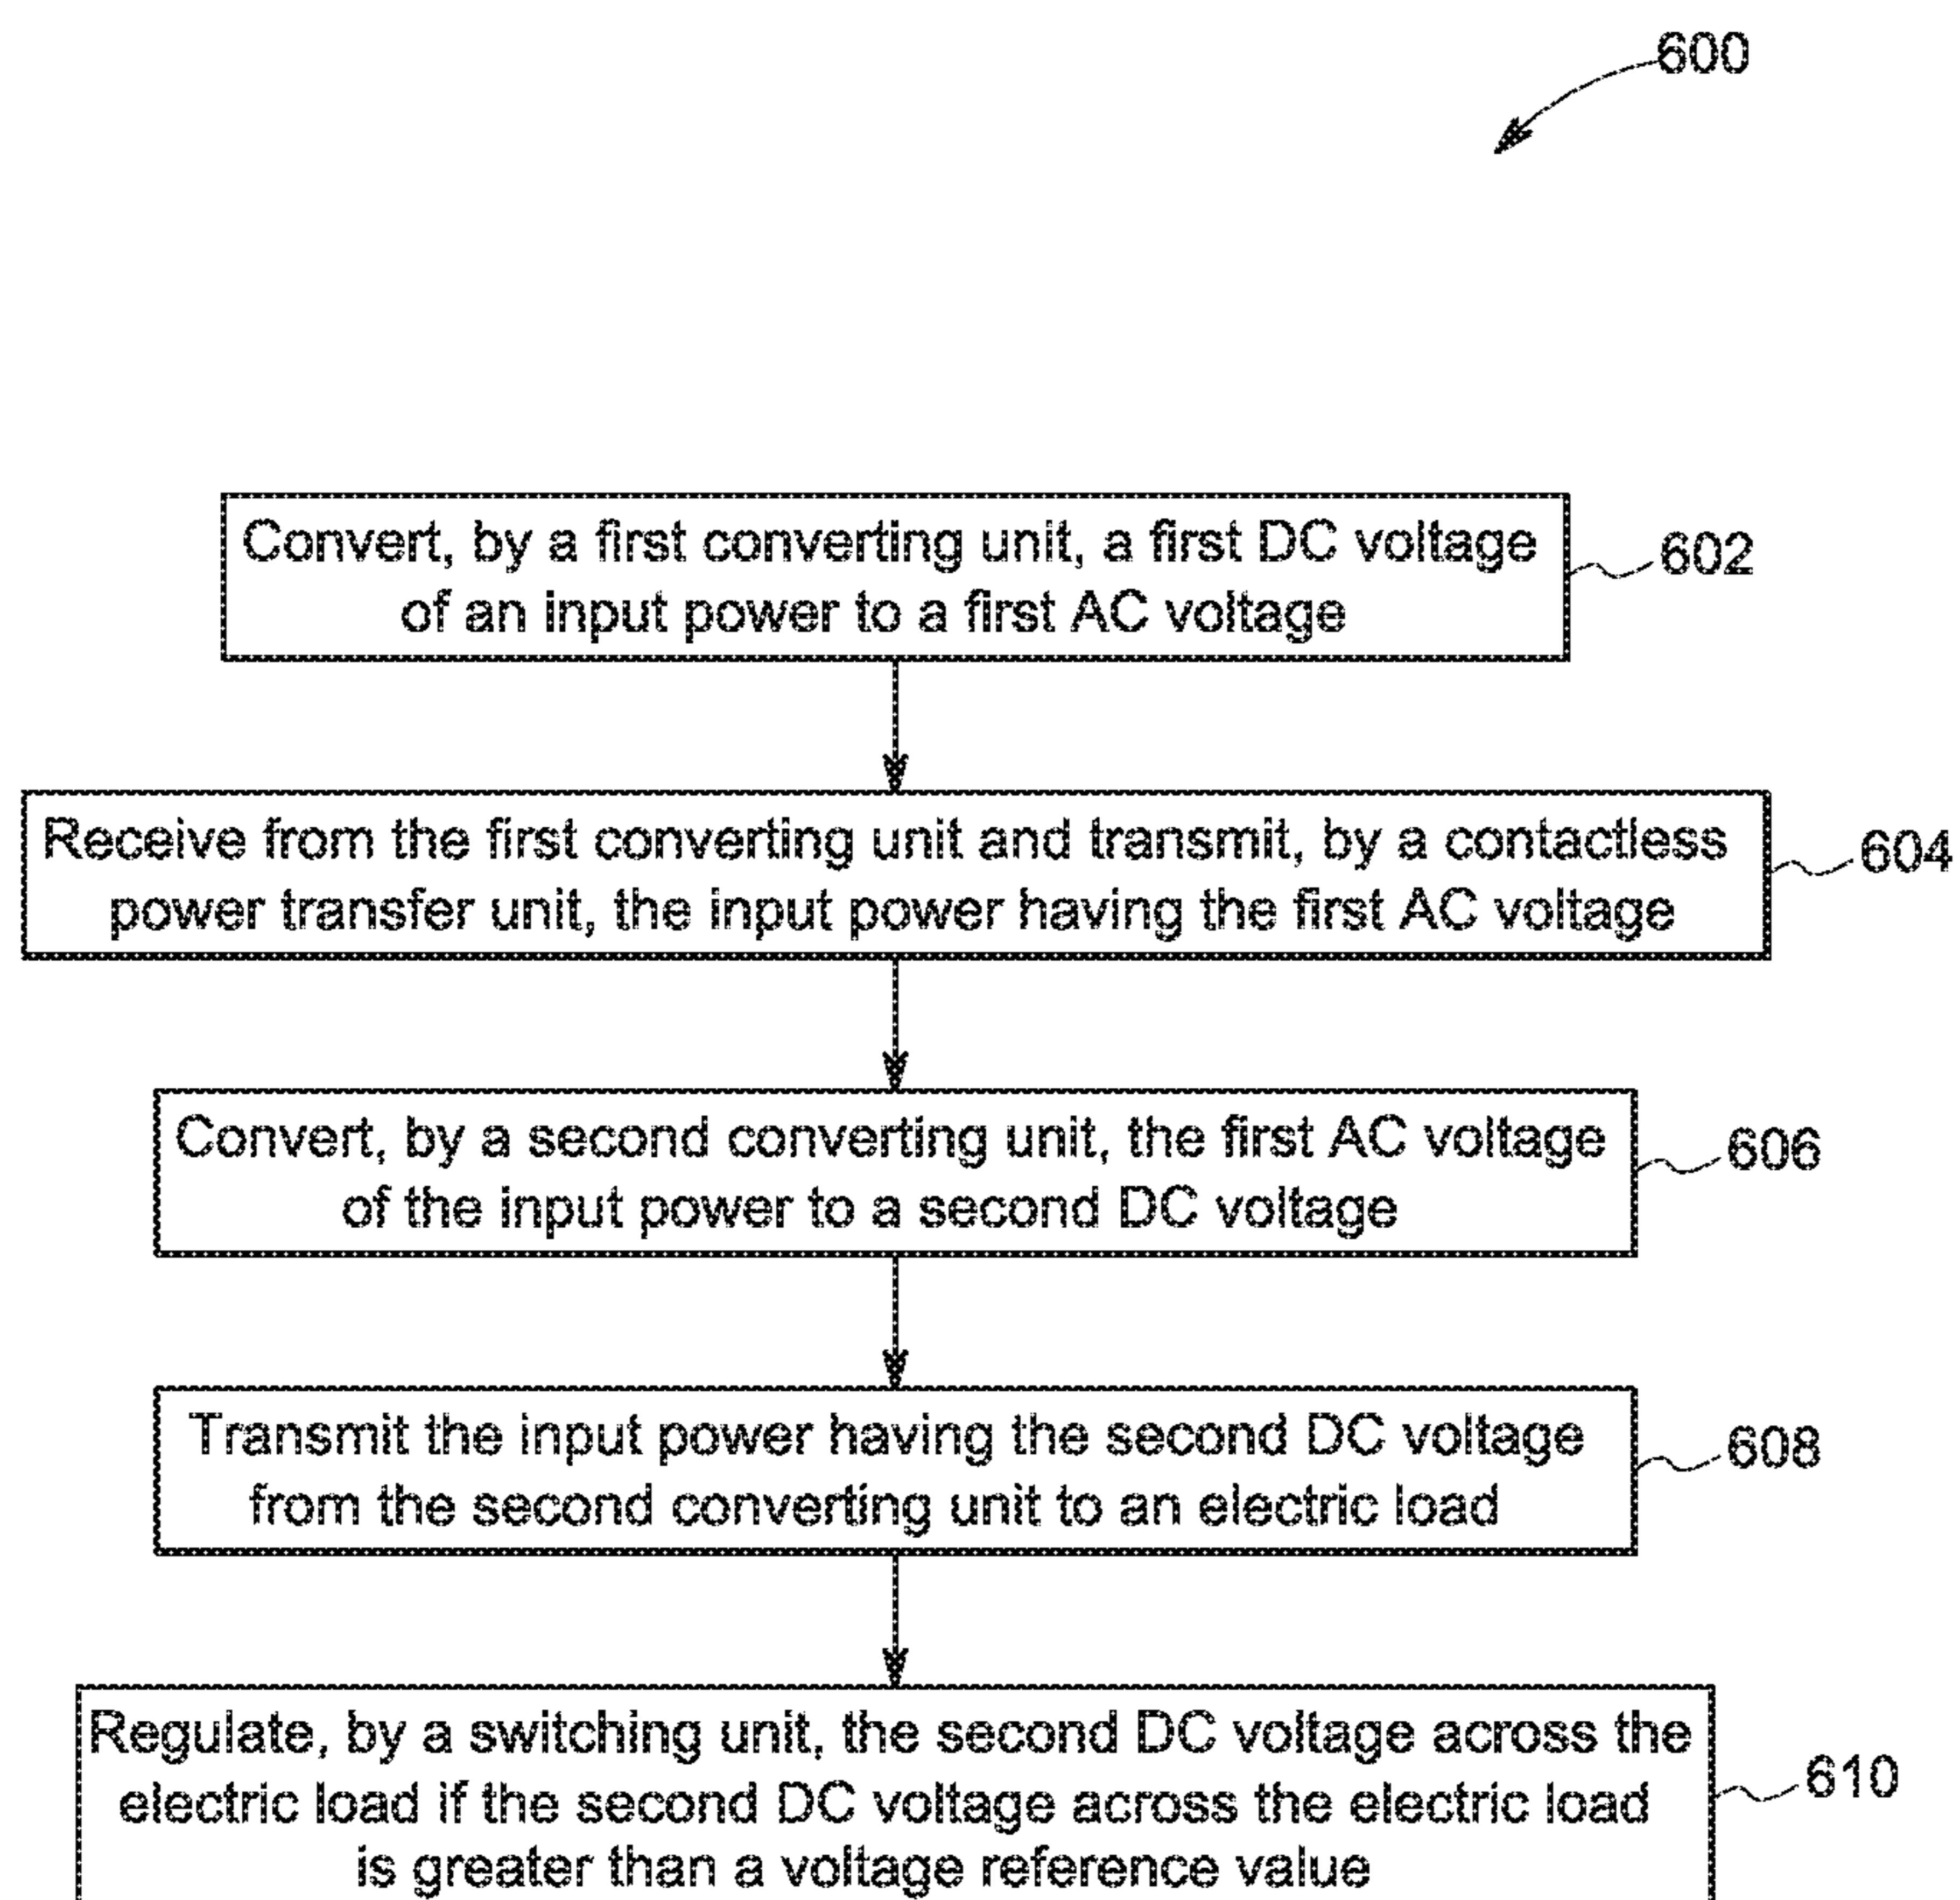 600
Convert, by a first converting unit, a first DC voltage
of an input power to a first AC voltage
602
Receive from the first converting unit and transmit, by a contactless
power transfer unit, the input power having the first AC voltage
604
Convert, by a second converting unit, the first AC voltage
of the input power to a second DC voltage
606
Transmit the input power having the second DC voltage
from the second converting unit to an electric load
608
Regulate, by a switching unit, the second DC voltage across the
electric load if the second DC voltage across the electric load
is greater than a voltage reference value
610